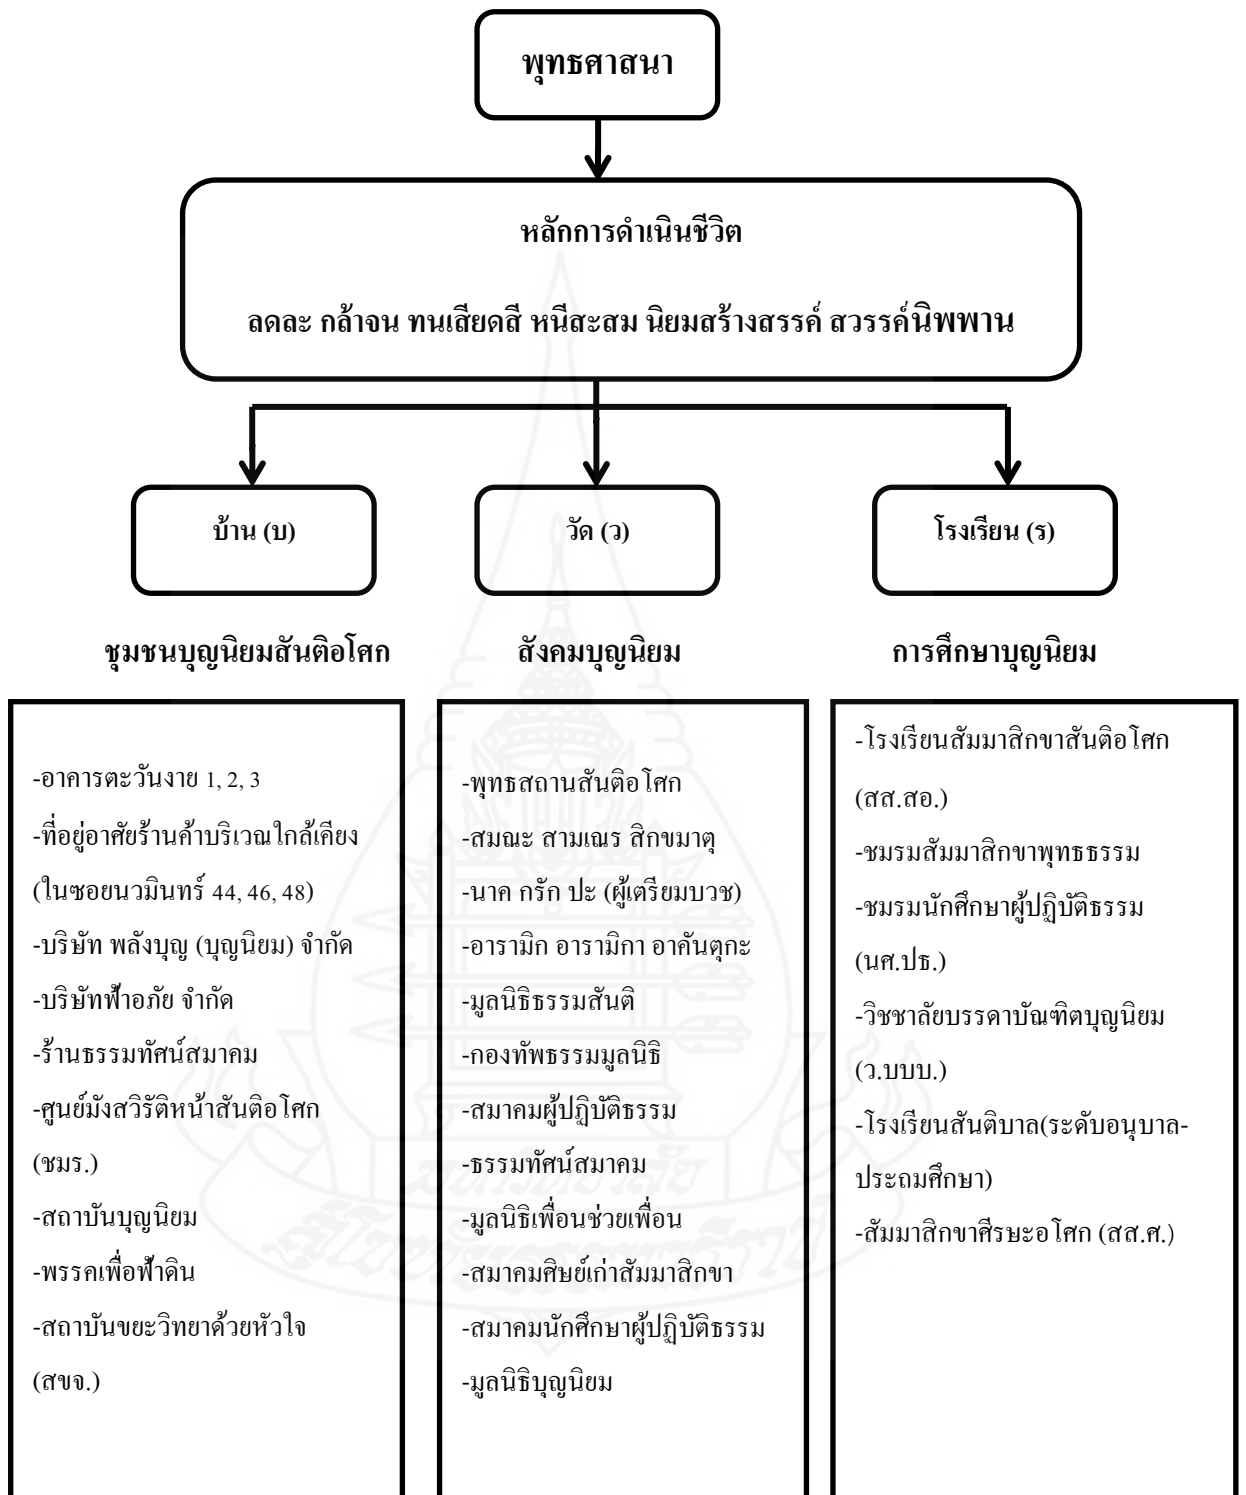 พุทธศาสนา
หลักการดำเนินชีวิต
ลดละ กล้าจน ทนเสียดสี หนีสะสม นิยมสร้างสรรค์ สวรรค์นิพพาน
บ้าน (บ)
วัด (ว)
โรงเรียน (ร)
ชุมชนบุญนิยมสันติอโศก
สังคมบุญนิยม
การศึกษาบุญนิยม
-อาคารตะวันงาย 1, 2, 3
-ที่อยู่อาศัยร้านค้าบริเวณใกล้เคียง
(ในซอยนวมินทร์ 44, 46, 48)
-บริษัท พลังบุญ (บุญนิยม) จำกัด
-บริษัทฟ้าอภัย จำกัด
-ร้านธรรมทัศน์สมาคม
-ศูนย์มังสวิรัติหน้าสันติอโศก
(ชมร.)
-สถาบันบุญนิยม
-พรรคเพื่อฟ้าดิน
-สถาบันขยะวิทยาด้วยหัวใจ
(สขจ.)
-พุทธสถานสันติอโศก
-สมณะ สามเณร สิกขมาตุ
-นาค กรัก ปะ (ผู้เตรียมบวช)
-อารามิก อารามิกา อาคันตุกะ
-มูลนิธิธรรมสันติ
-กองทัพธรรมมูลนิธิ
-สมาคมผู้ปฏิบัติธรรม
-ธรรมทัศน์สมาคม
-มูลนิธิเพื่อนช่วยเพื่อน
-สมาคมศิษย์เก่าสัมมาสิกขา
-สมาคมนักศึกษาผู้ปฏิบัติธรรม
-มูลนิธิบุญนิยม
-โรงเรียนสัมมาสิกขาสันติอโศก
(สส.สอ.)
-ชมรมสัมมาสิกขาพุทธธรรม
-ชมรมนักศึกษาผู้ปฏิบัติธรรม
(นศ.ปธ.)
-วิชชาลัยบรรดาบัณฑิตบุญนิยม
(ว.บบบ.)
-โรงเรียนสันติบาล(ระดับอนุบาล-
ประถมศึกษา)
-สัมมาสิกขาศีรษะอโศก (สส.ศ.)
มหาวิทยาลัย
สุโขทัยธรรมาธิราช